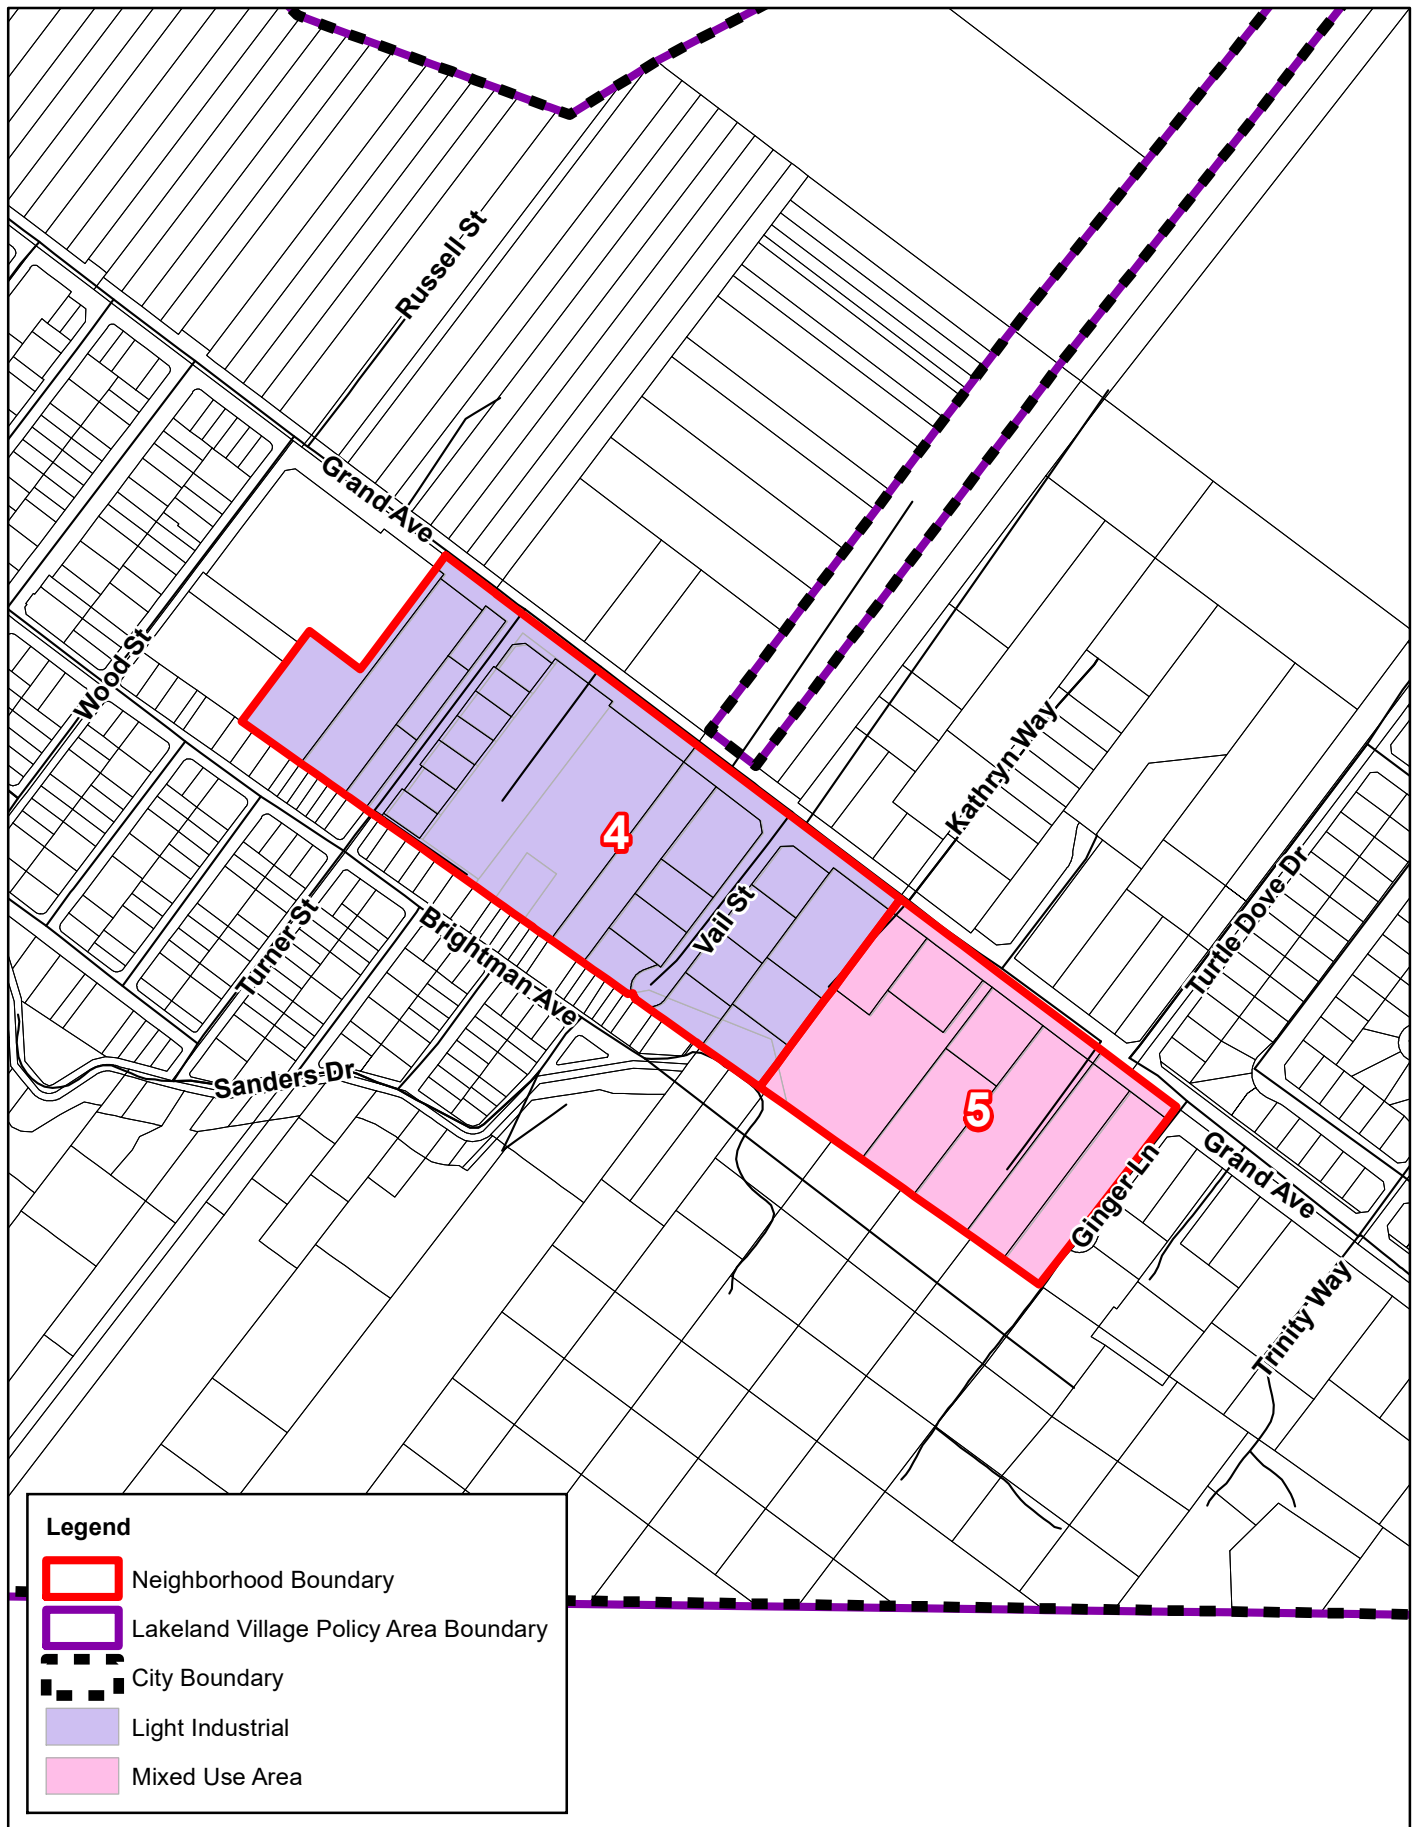 Russell St
Grand Ave
Wood St
Kathryn Way
4
Vail St
Turtle Dove Dr
Turner St
Brightman Ave
Sanders Dr
5
Ginger Ln
Grand Ave
Trinity Way
Legend
Neighborhood Boundary
Lakeland Village Policy Area Boundary
City Boundary
Light Industrial
Mixed Use Area